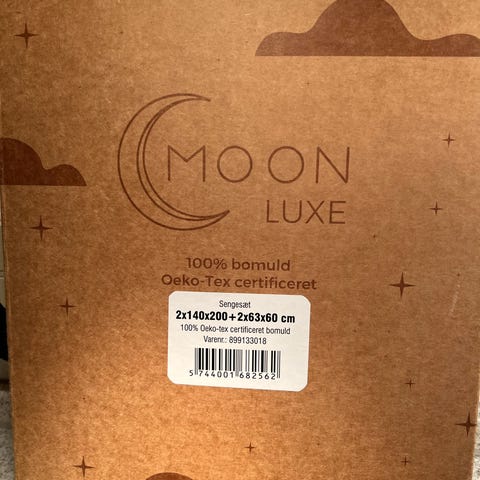 MOON
LUXE
100% bomuld
Oeko-Tex certificeret
Sengesæt
2x140x200+2x63x60 cm
100% Oeko-tex certificeret bomuld
Varenr.: 899133018
5 744001 682562